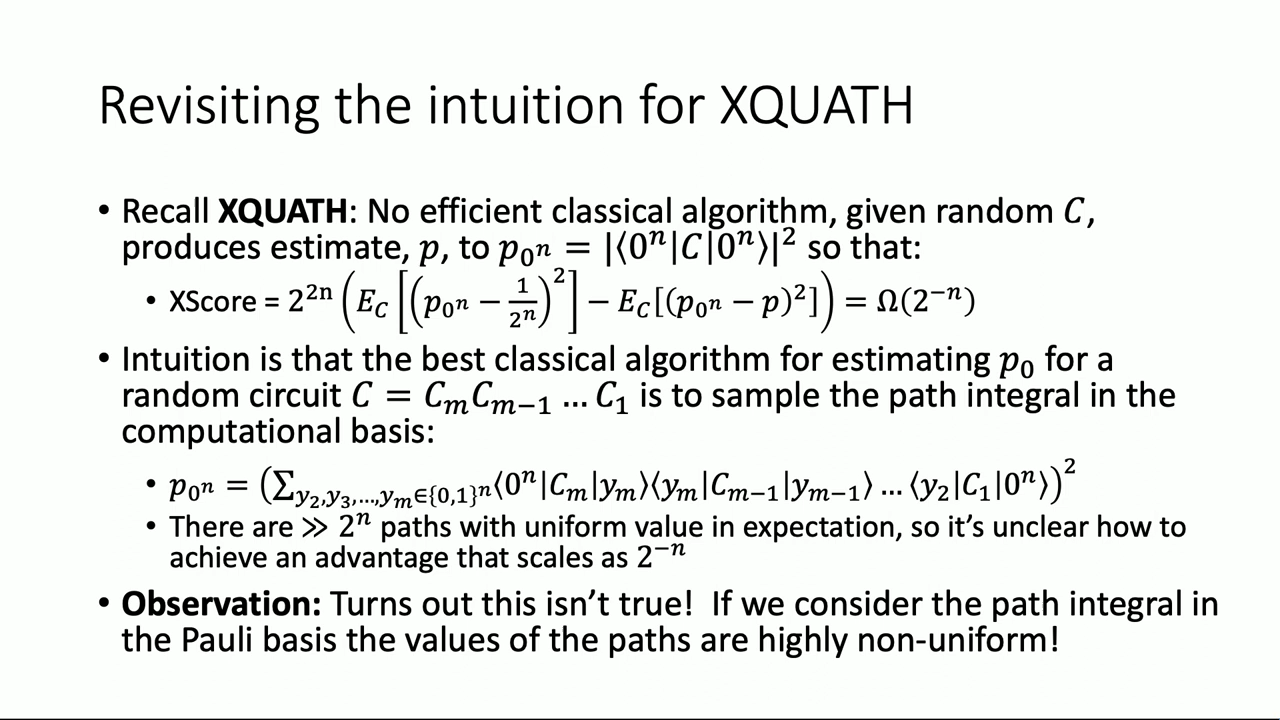 Revisiting the intuition for XQUATH
• Recall XQUATH: No efficient classical algorithm, given random C,
produces estimate, p, to p_{0^n} = |⟨0^n|C|0^n⟩|^2 so that:
• XScore = 2^{2n} (E_C [(p_{0^n} − 1/2^n)^2] − E_C[(p_{0^n} − p)^2]) = Ω(2^{−n})
• Intuition is that the best classical algorithm for estimating p_0 for a
random circuit C = C_m C_{m−1} … C_1 is to sample the path integral in the
computational basis:
• p_{0^n} = (∑_{y_2,y_3,…,y_m∈{0,1}^n} ⟨0^n|C_m|y_m⟩⟨y_m|C_{m−1}|y_{m−1}⟩ … ⟨y_2|C_1|0^n⟩)^2
• There are ≫ 2^n paths with uniform value in expectation, so it’s unclear how to
achieve an advantage that scales as 2^{−n}
• Observation: Turns out this isn’t true! If we consider the path integral in
the Pauli basis the values of the paths are highly non-uniform!